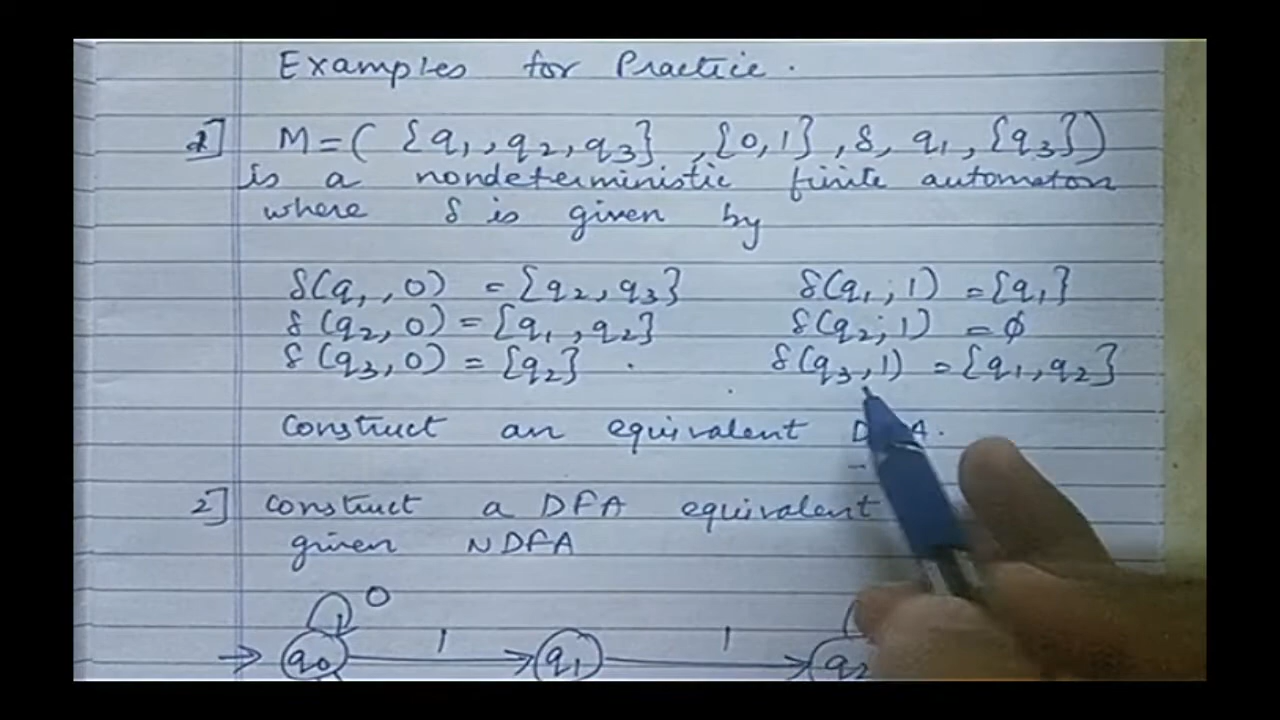 Examples for Practice.
1] M = ( {q1, q2, q3}, {0,1}, δ, q1, {q3})
is a nondeterministic finite automaton
where δ is given by
δ(q1, 0) = {q2, q3} δ(q1, 1) = {q1}
δ(q2, 0) = {q1, q2} δ(q2, 1) = ϕ
δ(q3, 0) = {q2} . δ(q3, 1) = {q1, q2}
construct an equivalent
2] construct a DFA equivalent
given NDFA
0
1 1
q0 q1 q2